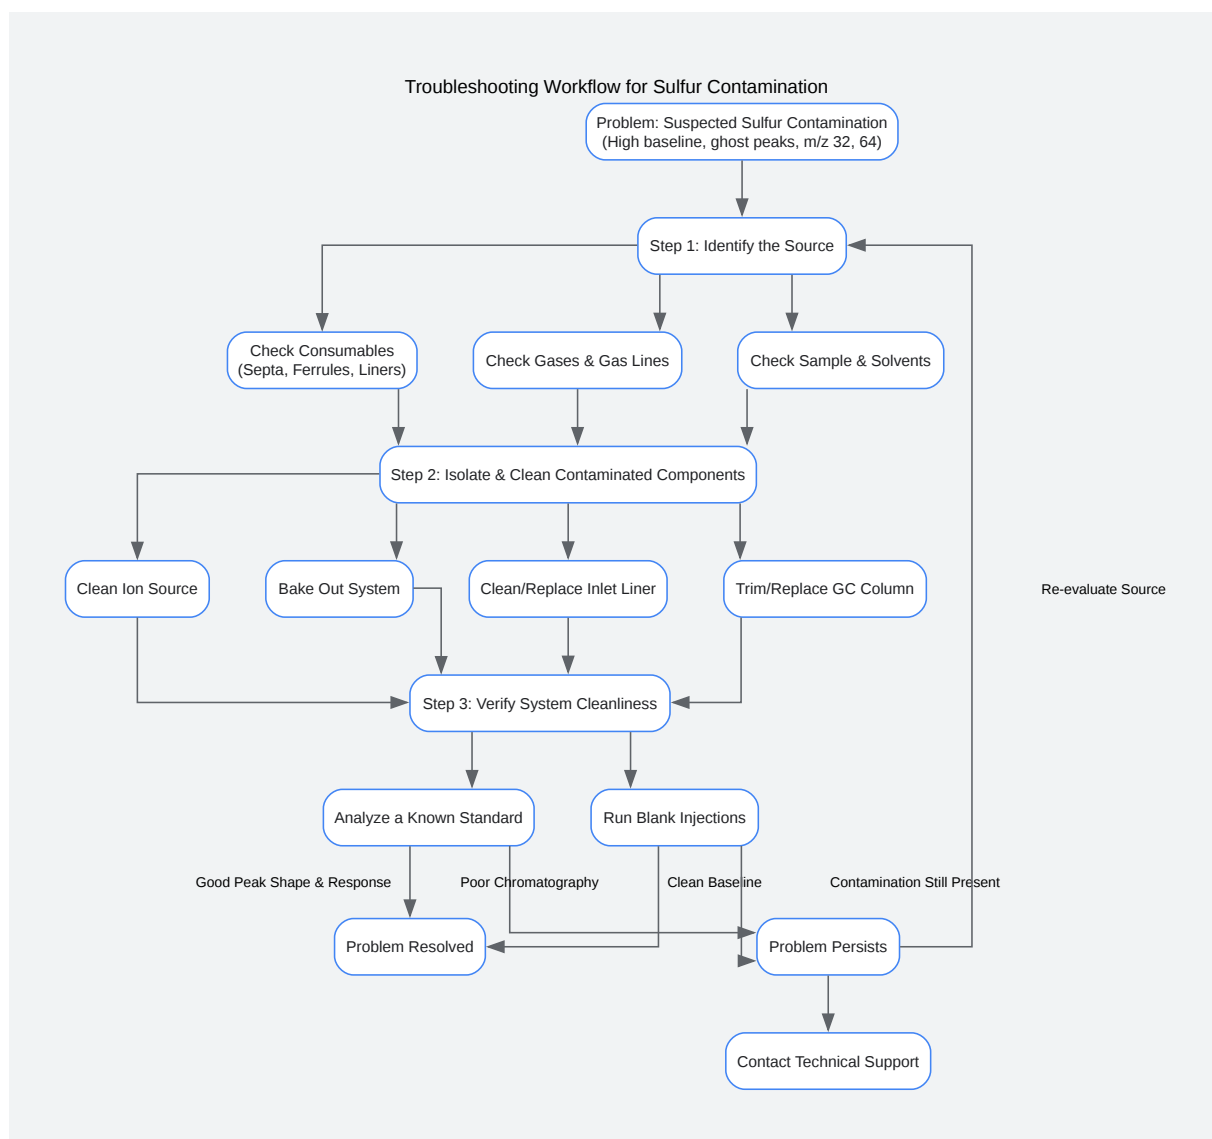 Troubleshooting Workflow for Sulfur Contamination
Problem: Suspected Sulfur Contamination
(High baseline, ghost peaks, m/z 32, 64)
Step 1: Identify the Source
Check Consumables
(Septa, Ferrules, Liners)
Check Gases & Gas Lines
Check Sample & Solvents
Step 2: Isolate & Clean Contaminated Components
Clean Ion Source
Bake Out System
Clean/Replace Inlet Liner
Trim/Replace GC Column
Re-evaluate Source
Step 3: Verify System Cleanliness
Analyze a Known Standard
Run Blank Injections
Good Peak Shape & Response
Poor Chromatography
Clean Baseline
Contamination Still Present
Problem Resolved
Problem Persists
Contact Technical Support